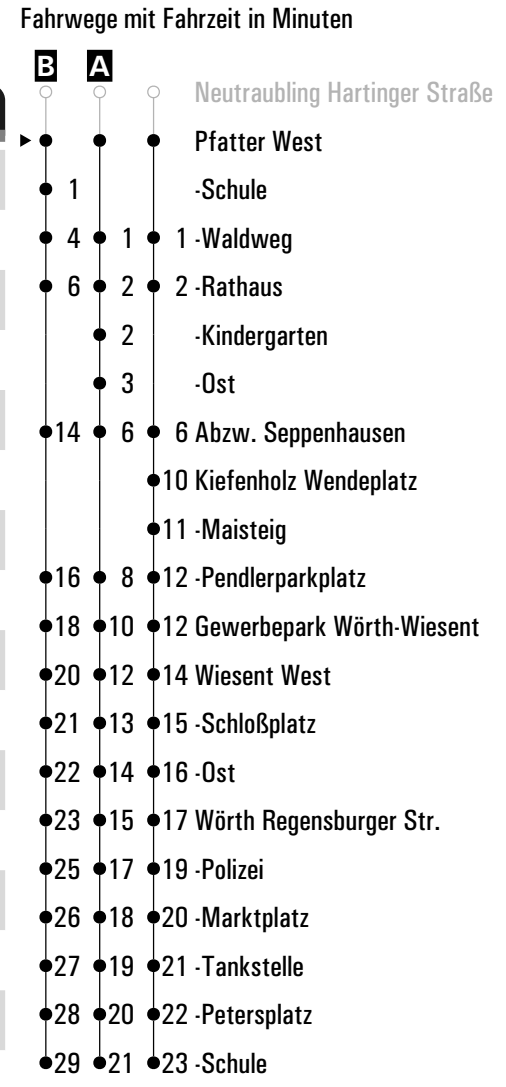 Fahrwege mit Fahrzeit in Minuten
B A
Neutraubling Hartinger Straße
Pfatter West
1 -Schule
4 1 1 -Waldweg
6 2 2 -Rathaus
2 -Kindergarten
3 -Ost
14 6 6 Abzw. Seppenhausen
10 Kiefenholz Wendeplatz
11 -Maisteig
16 8 12 -Pendlerparkplatz
18 10 12 Gewerbepark Wörth-Wiesent
20 12 14 Wiesent West
21 13 15 -Schloßplatz
22 14 16 -Ost
23 15 17 Wörth Regensburger Str.
25 17 19 -Polizei
26 18 20 -Marktplatz
27 19 21 -Tankstelle
28 20 22 -Petersplatz
29 21 23 -Schule